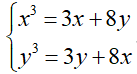 x³ = 3x + 8y
y³ = 3y + 8x